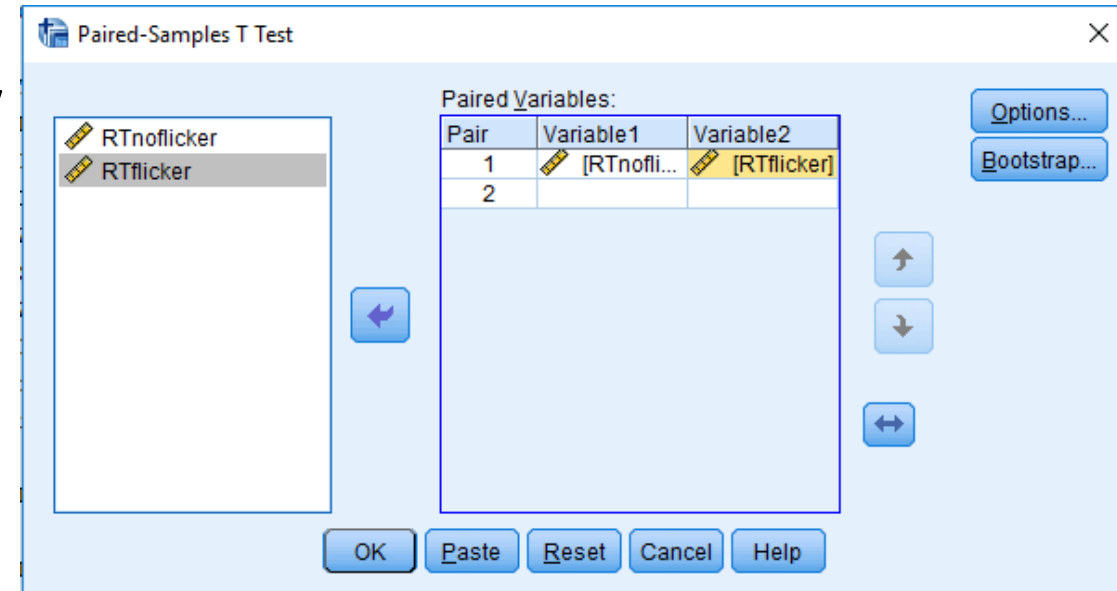 Paired-Samples T Test
RTnoflicker
RTflicker
Paired Variables:
Pair Variable1 Variable2
1 [RTnofli... [RTflicker]
2
Options...
Bootstrap...
OK Paste Reset Cancel Help